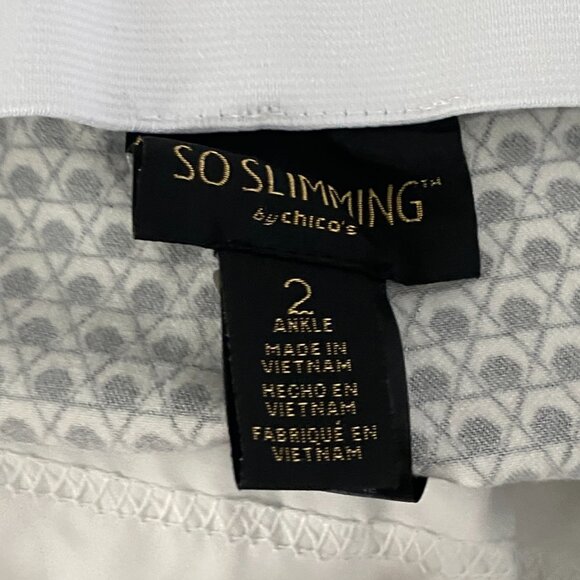 SO SLIMMING™
by chico's
2
ANKLE
MADE IN
VIETNAM
HECHO EN
VIETNAM
FABRIQUÉ EN
VIETNAM